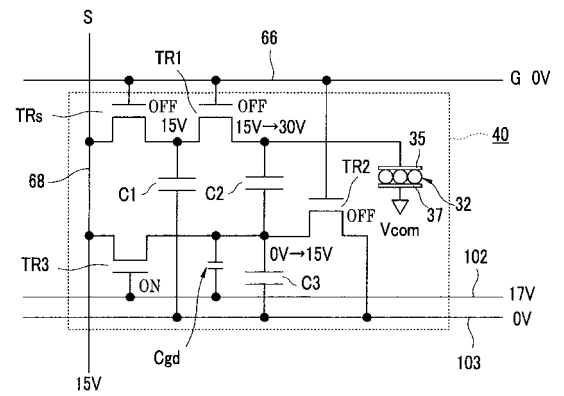 S
TR1
66
G 0V
TRs
OFF
OFF
15V
15V→30V
35
40
68
C1
C2
TR2
32
37
OFF
Vcom
TR3
0V→15V
102
ON
C3
17V
0V
Cgd
103
15V